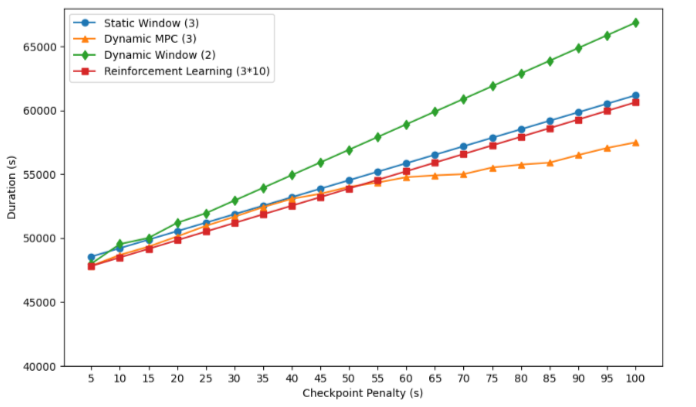 Static Window (3)
Dynamic MPC (3)
Dynamic Window (2)
Reinforcement Learning (3*10)
65000
60000
55000
50000
45000
40000
Duration (s)
5 10 15 20 25 30 35 40 45 50 55 60 65 70 75 80 85 90 95 100
Checkpoint Penalty (s)